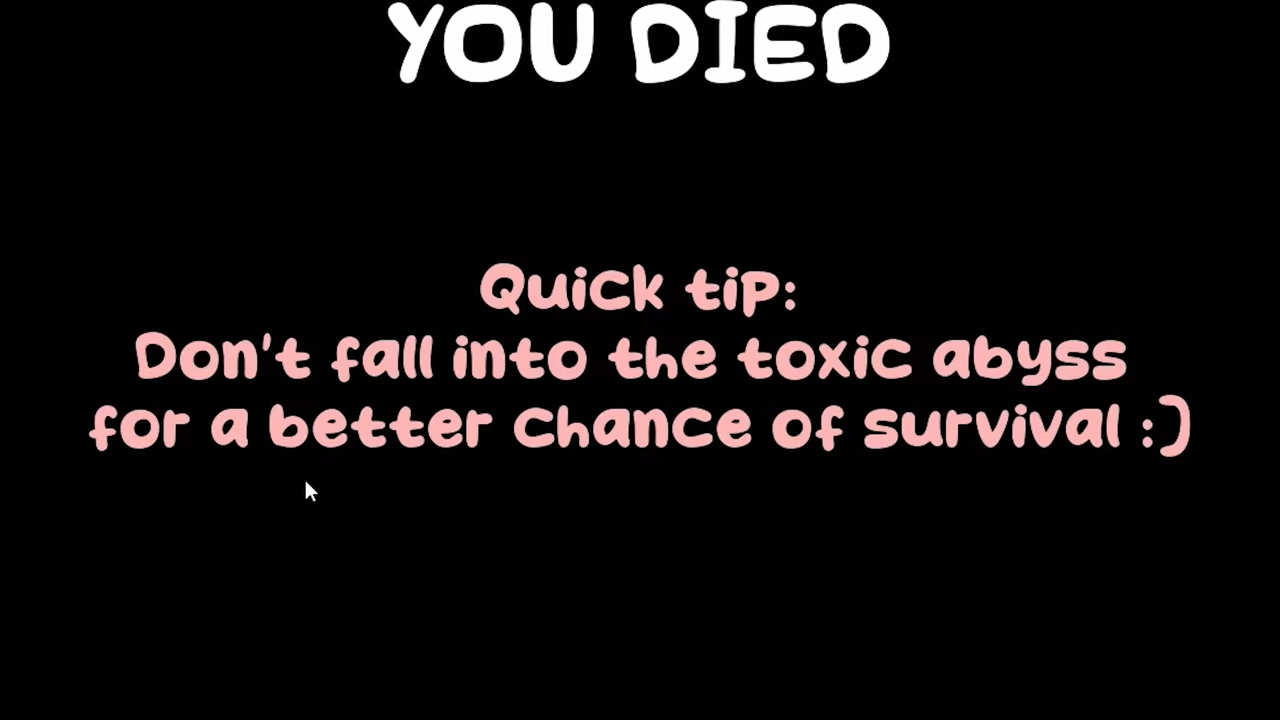 YOU DIED
Quick tip:
Don't fall into the toxic abyss
for a better chance of survival :)